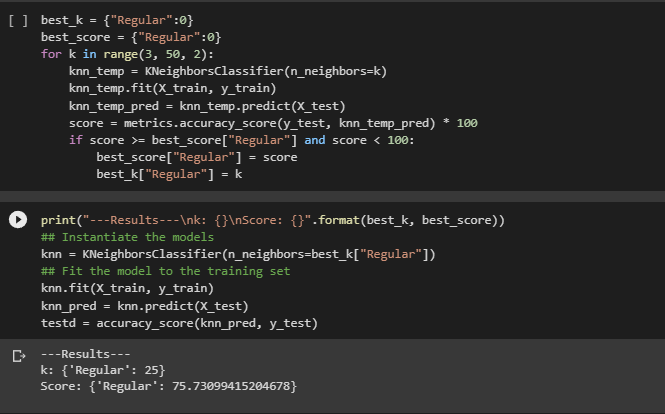 [ ] best_k = {"Regular":0}
best_score = {"Regular":0}
for k in range(3, 50, 2):
    knn_temp = KNeighborsClassifier(n_neighbors=k)
    knn_temp.fit(X_train, y_train)
    knn_temp_pred = knn_temp.predict(X_test)
    score = metrics.accuracy_score(y_test, knn_temp_pred) * 100
    if score >= best_score["Regular"] and score < 100:
        best_score["Regular"] = score
        best_k["Regular"] = k
print("---Results---\nk: {}\nScore: {}".format(best_k, best_score))
## Instantiate the models
knn = KNeighborsClassifier(n_neighbors=best_k["Regular"])
## Fit the model to the training set
knn.fit(X_train, y_train)
knn_pred = knn.predict(X_test)
testd = accuracy_score(knn_pred, y_test)
---Results---
k: {'Regular': 25}
Score: {'Regular': 75.73099415204678}